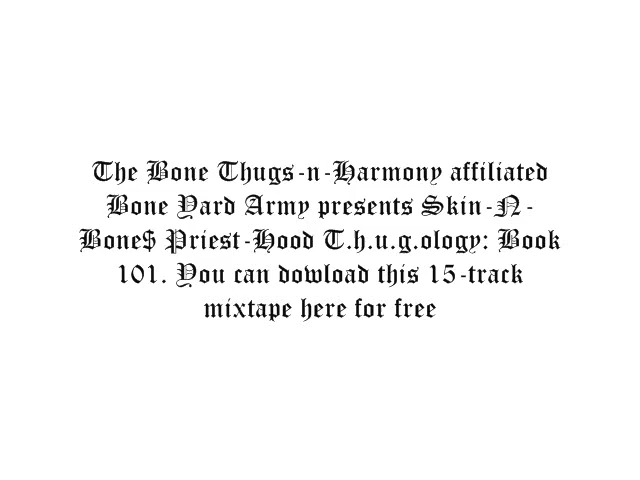 The Bone Thugs-n-Harmony affiliated
Bone Yard Army presents Skin-N-
Bone$ Priest-Hood T.h.u.g.ology: Book
101. You can dowload this 15-track
mixtape here for free